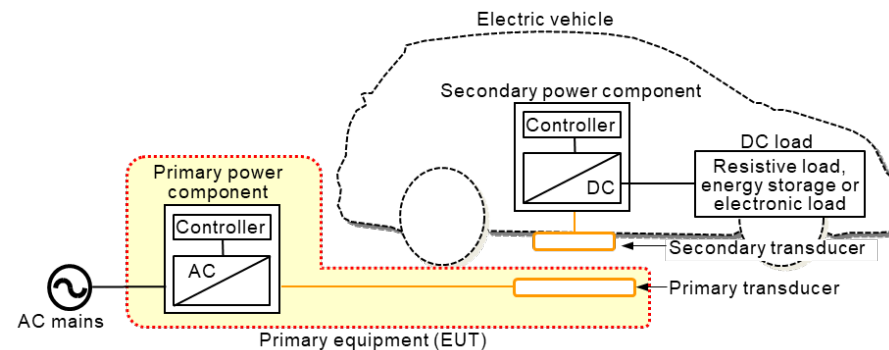 Electric vehicle
Secondary power component
Controller
DC
DC load
Resistive load,
energy storage or
electronic load
Primary power
component
Controller
AC
Secondary transducer
Primary transducer
AC mains
Primary equipment (EUT)